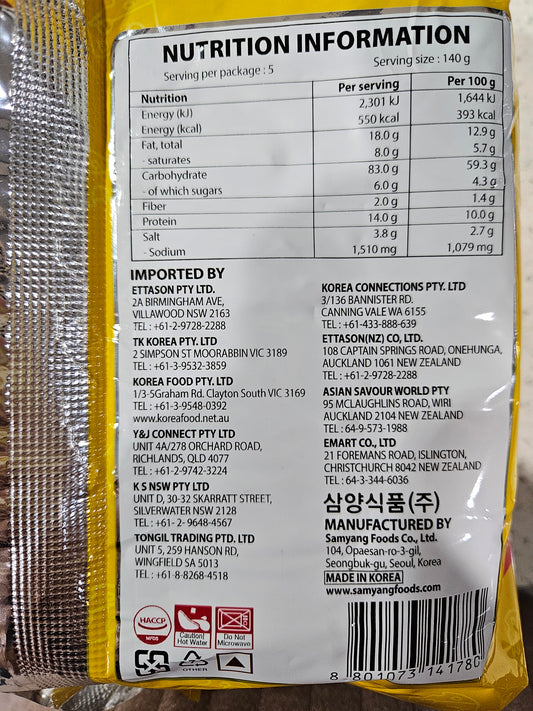 NUTRITION INFORMATION
Serving per package : 5 Serving size : 140 g
Nutrition Per serving Per 100 g
Energy (kJ) 2,301 kJ 1,644 kJ
Energy (kcal) 550 kcal 393 kcal
Fat, total 18.0 g 12.9 g
- saturates 8.0 g 5.7 g
Carbohydrate 83.0 g 59.3 g
- of which sugars 6.0 g 4.3 g
Fiber 2.0 g 1.4 g
Protein 14.0 g 10.0 g
Salt 3.8 g 2.7 g
- Sodium 1,510 mg 1,079 mg
IMPORTED BY
ETTASON PTY LTD.
2A BIRMINGHAM AVE,
VILLAWOOD NSW 2163
TEL : +61-2-9728-2288
TK KOREA PTY. LTD
2 SIMPSON ST MOORABBIN VIC 3189
TEL : +61-3-9532-3859
KOREA FOOD PTY. LTD
1/3-5Graham Rd. Clayton South VIC 3169
TEL : +61-3-9548-0392
www.koreafood.net.au
Y&J CONNECT PTY LTD
UNIT 4A/278 ORCHARD ROAD,
RICHLANDS, QLD 4077
TEL : +61-2-9742-3224
K S NSW PTY LTD
UNIT D, 30-32 SKARRATT STREET,
SILVERWATER NSW 2128
TEL : +61- 2- 9648-4567
TONGIL TRADING PTD. LTD
UNIT 5, 259 HANSON RD,
WINGFIELD SA 5013
TEL : +61-8-8268-4518
KOREA CONNECTIONS PTY. LTD
3/136 BANNISTER RD.
CANNING VALE WA 6155
TEL : +61-433-888-639
ETTASON(NZ) CO, LTD.
108 CAPTAIN SPRINGS ROAD, ONEHUNGA,
AUCKLAND 1061 NEW ZEALAND
TEL : +61-2-9728-2288
ASIAN SAVOUR WORLD PTY
95 MCLAUGHLINS ROAD, WIRI
AUCKLAND 2104 NEW ZEALAND
TEL : 64-9-573-1988
EMART CO., LTD
21 FOREMANS ROAD, ISLINGTON,
CHRISTCHURCH 8042 NEW ZEALAND
TEL : 64-3-344-6036
삼양식품(주)
MANUFACTURED BY
Samyang Foods Co., Ltd.
104, Opaesan-ro-3-gil,
Seongbuk-gu, Seoul, Korea
MADE IN KOREA
www.samyangfoods.com
HACCP
MFDS
Caution!
Hot Water
Do Not
Microwave
OTHER
8 801073 141780